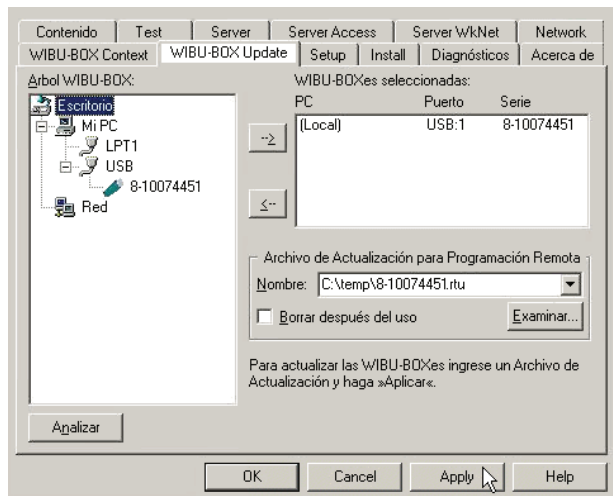 Contenido Test Server Server Access Server WkNet Network
WIBU-BOX Context WIBU-BOX Update Setup Install Diagnósticos Acerca de
Arbol WIBU-BOX:
Escritorio
Mi PC
LPT1
USB
8-10074451
Red
Analizar
WIBU-BOXes seleccionadas:
PC Puerto Serie
(Local) USB:1 8-10074451
-->
<--
Archivo de Actualización para Programación Remota
Nombre: C:\temp\8-10074451.rtu
Borrar después del uso Examinar...
Para actualizar las WIBU-BOXes ingrese un Archivo de
Actualización y haga »Aplicar«.
OK Cancel Apply Help